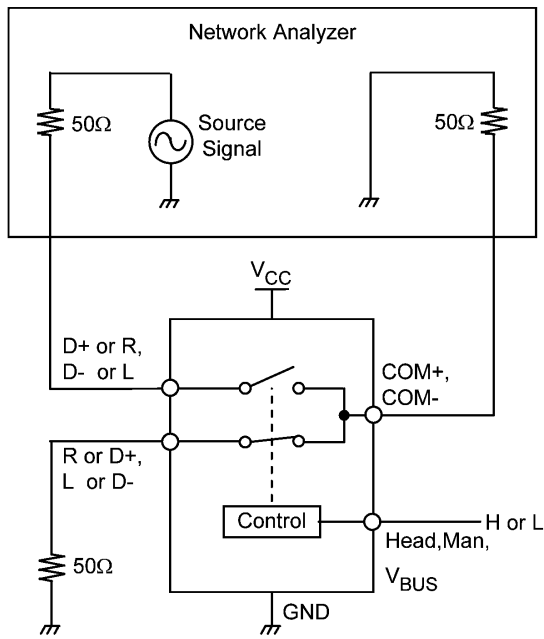 Network Analyzer
50Ω
Source
Signal
50Ω
VCC
D+ or R,
D- or L
COM+,
COM-
R or D+,
L or D-
Control
H or L
Head,Man,
VBUS
50Ω
GND